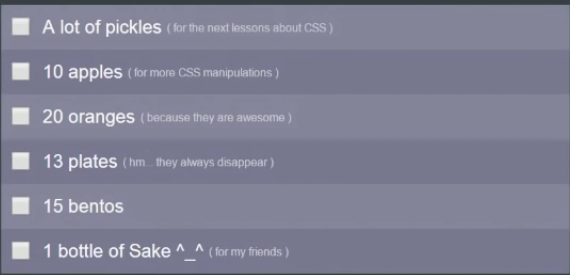 A lot of pickles ( for the next lessons about CSS )
10 apples ( for more CSS manipulations )
20 oranges ( because they are awesome )
13 plates ( hm... they always disappear )
15 bentos
1 bottle of Sake ^_^ ( for my friends )